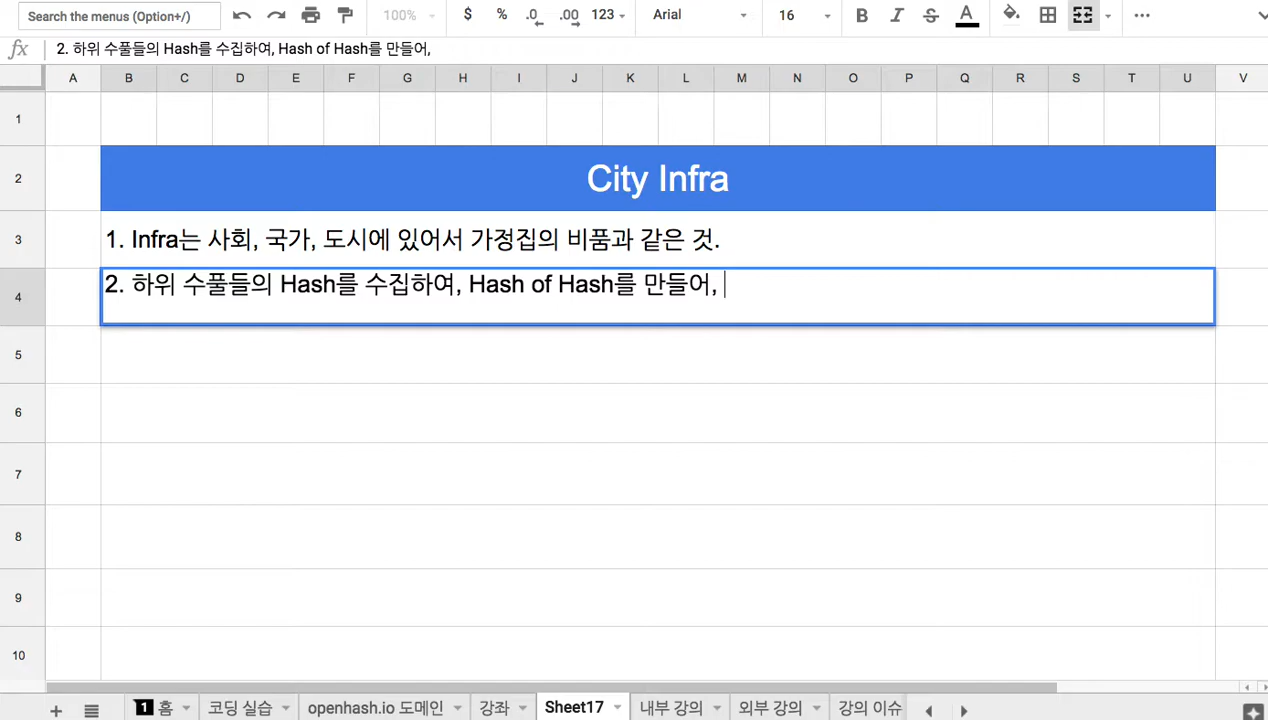 Search the menus (Option+/)
100%
$ % .0 .00 123
Arial
16
B I S A
fx 2. 하위 수풀들의 Hash를 수집하여, Hash of Hash를 만들어,
A B C D E F G H I J K L M N O P Q R S T U V
1
2 City Infra
3 1. Infra는 사회, 국가, 도시에 있어서 가정집의 비품과 같은 것.
4 2. 하위 수풀들의 Hash를 수집하여, Hash of Hash를 만들어,
5
6
7
8
9
10
1 홈 코딩 실습 openhash.io 도메인 강좌 Sheet17 내부 강의 외부 강의 강의 이슈